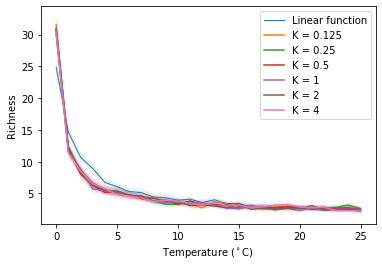 Richness
30
25
20
15
10
5
0
5
10
15
20
25
Temperature (°C)
Linear function
K = 0.125
K = 0.25
K = 0.5
K = 1
K = 2
K = 4